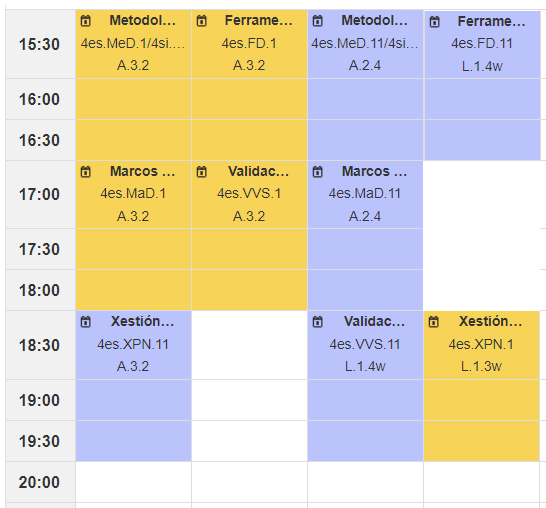 15:30 Metodol... Ferrame... Metodol... Ferrame...
4es.MeD.1/4si.... 4es.FD.1 4es.MeD.11/4si... 4es.FD.11
A.3.2 A.3.2 A.2.4 L.1.4w
16:00
16:30
17:00 Marcos ... Validac... Marcos ...
4es.MaD.1 4es.VVS.1 4es.MaD.11
A.3.2 A.3.2 A.2.4
17:30
18:00
18:30 Xestión... Validac... Xestión...
4es.XPN.11 4es.VVS.11 4es.XPN.1
A.3.2 L.1.4w L.1.3w
19:00
19:30
20:00